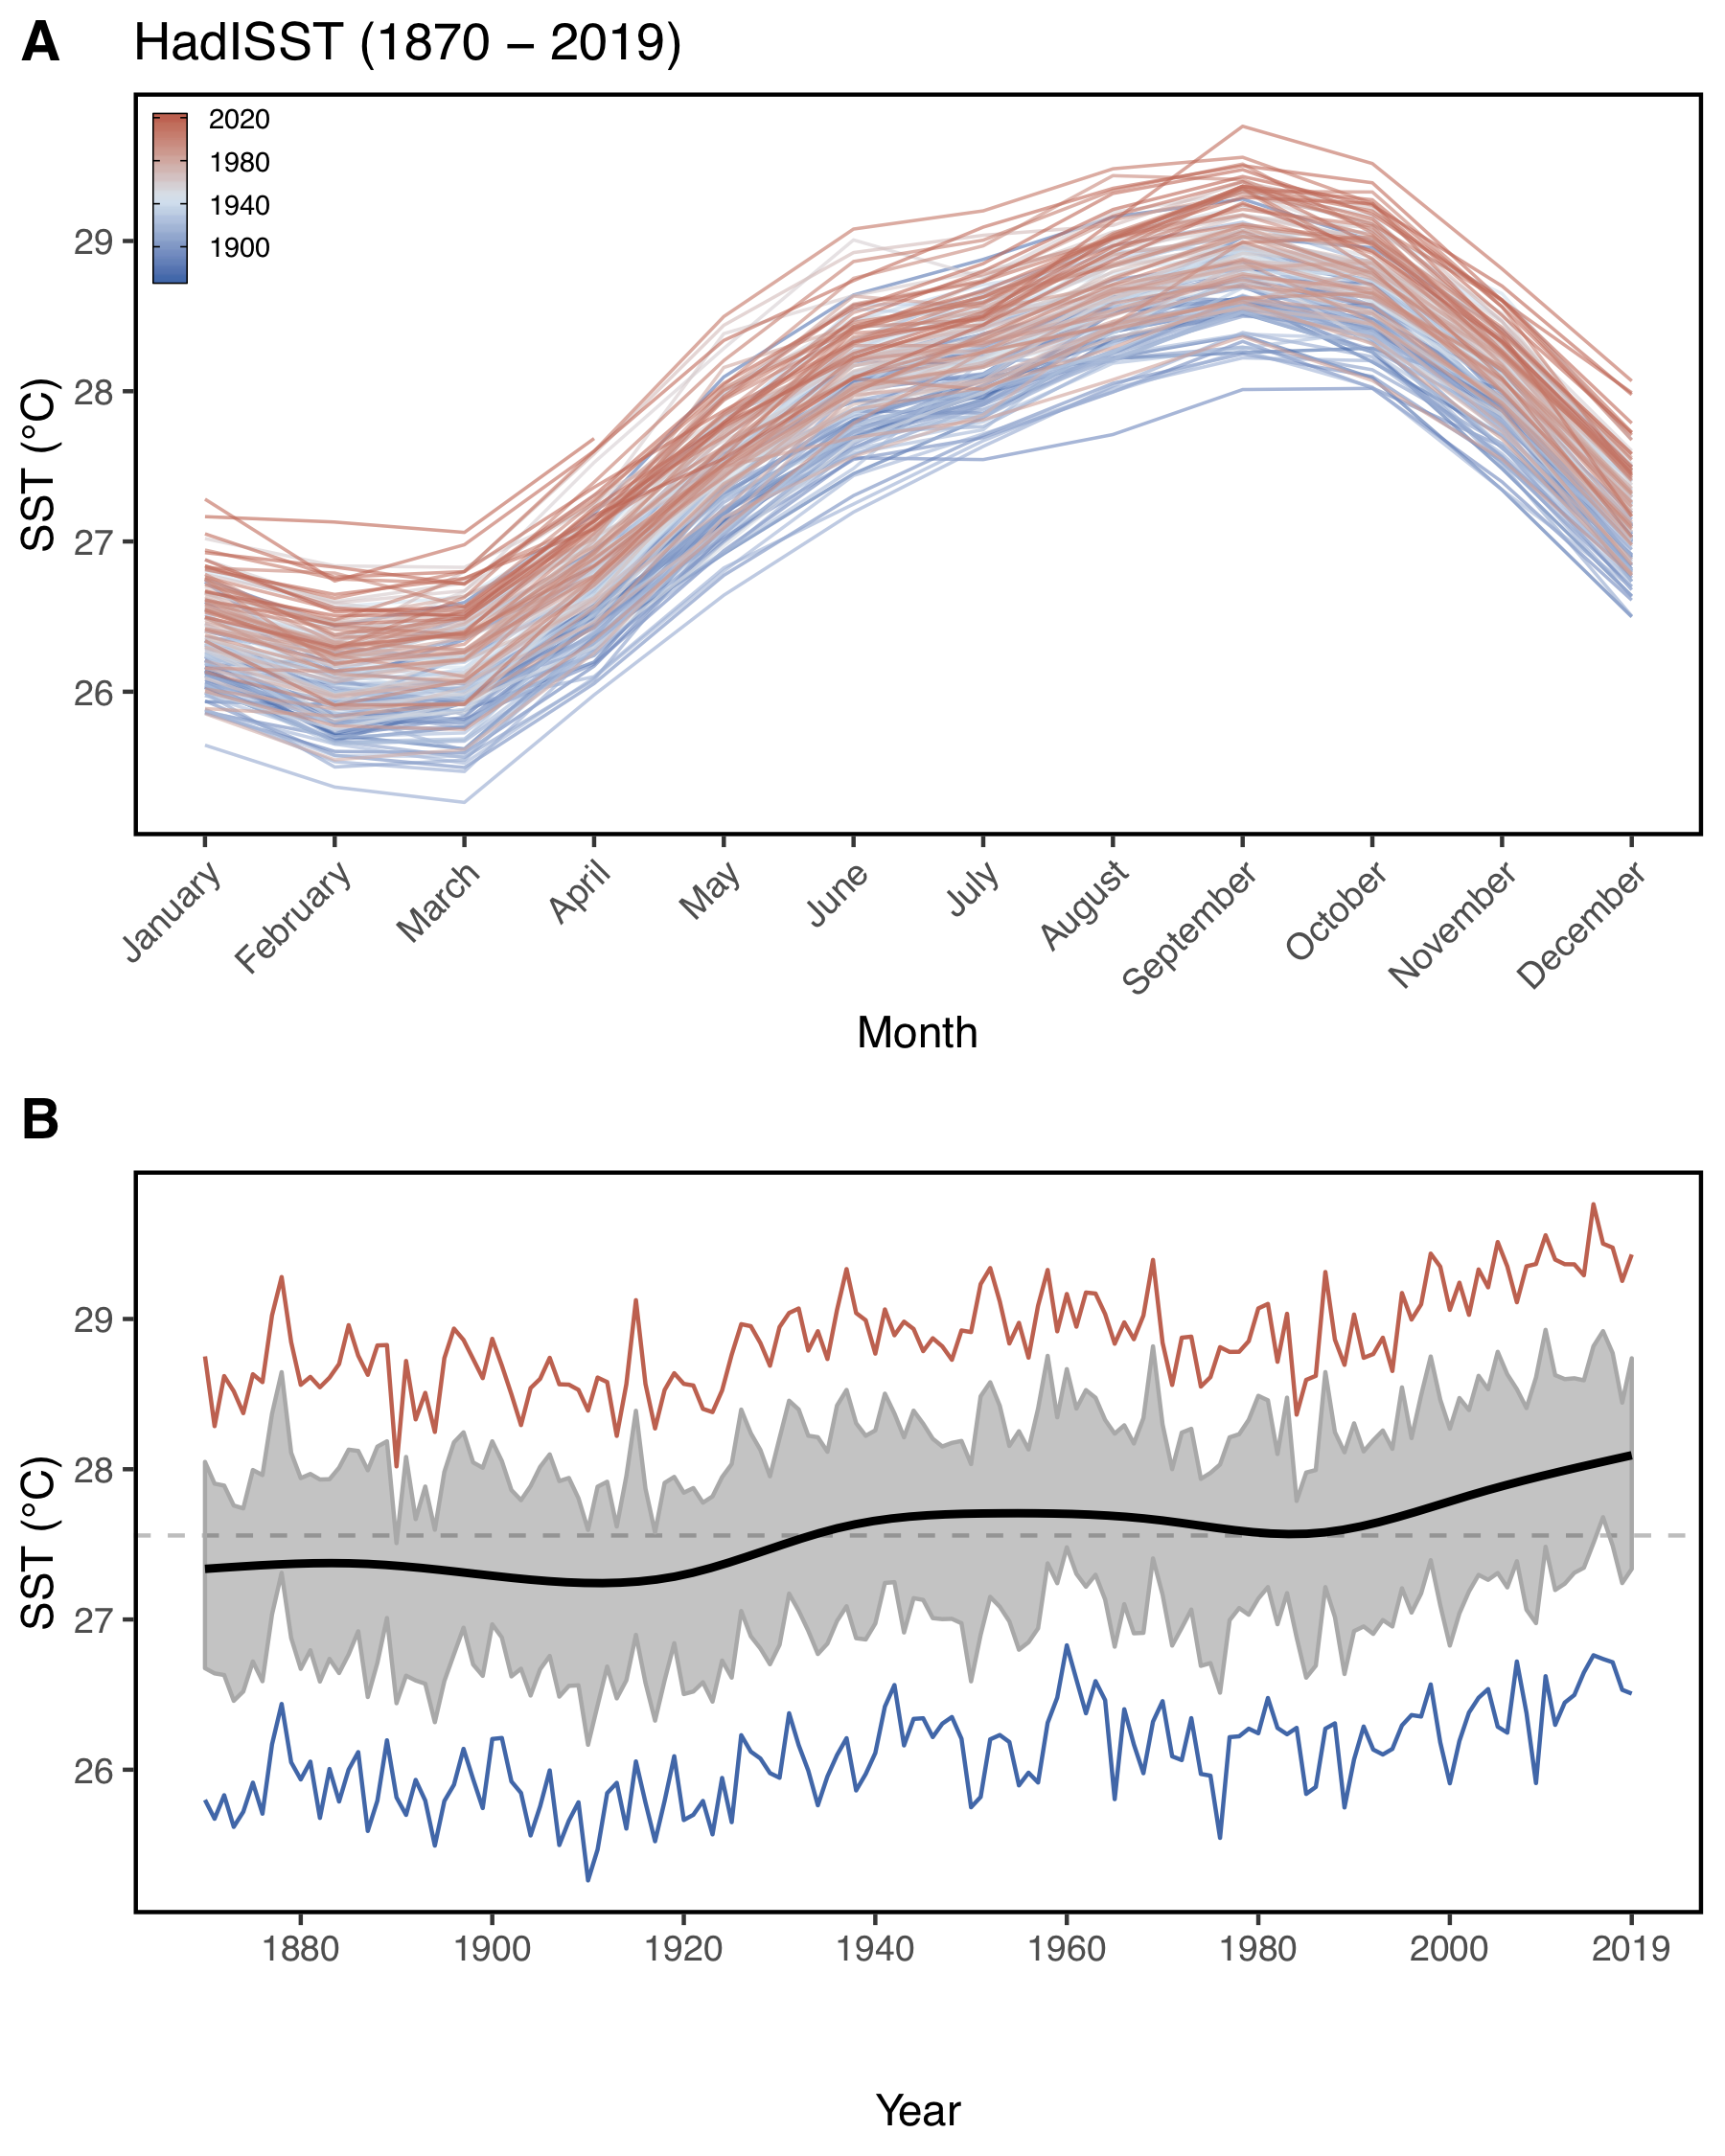 A
HadISST (1870 – 2019)
2020
1980
1940
1900
29
28
27
26
SST (°C)
January
February
March
April
May
June
July
August
September
October
November
December
Month
B
29
28
27
26
SST (°C)
1880
1900
1920
1940
1960
1980
2000
2019
Year